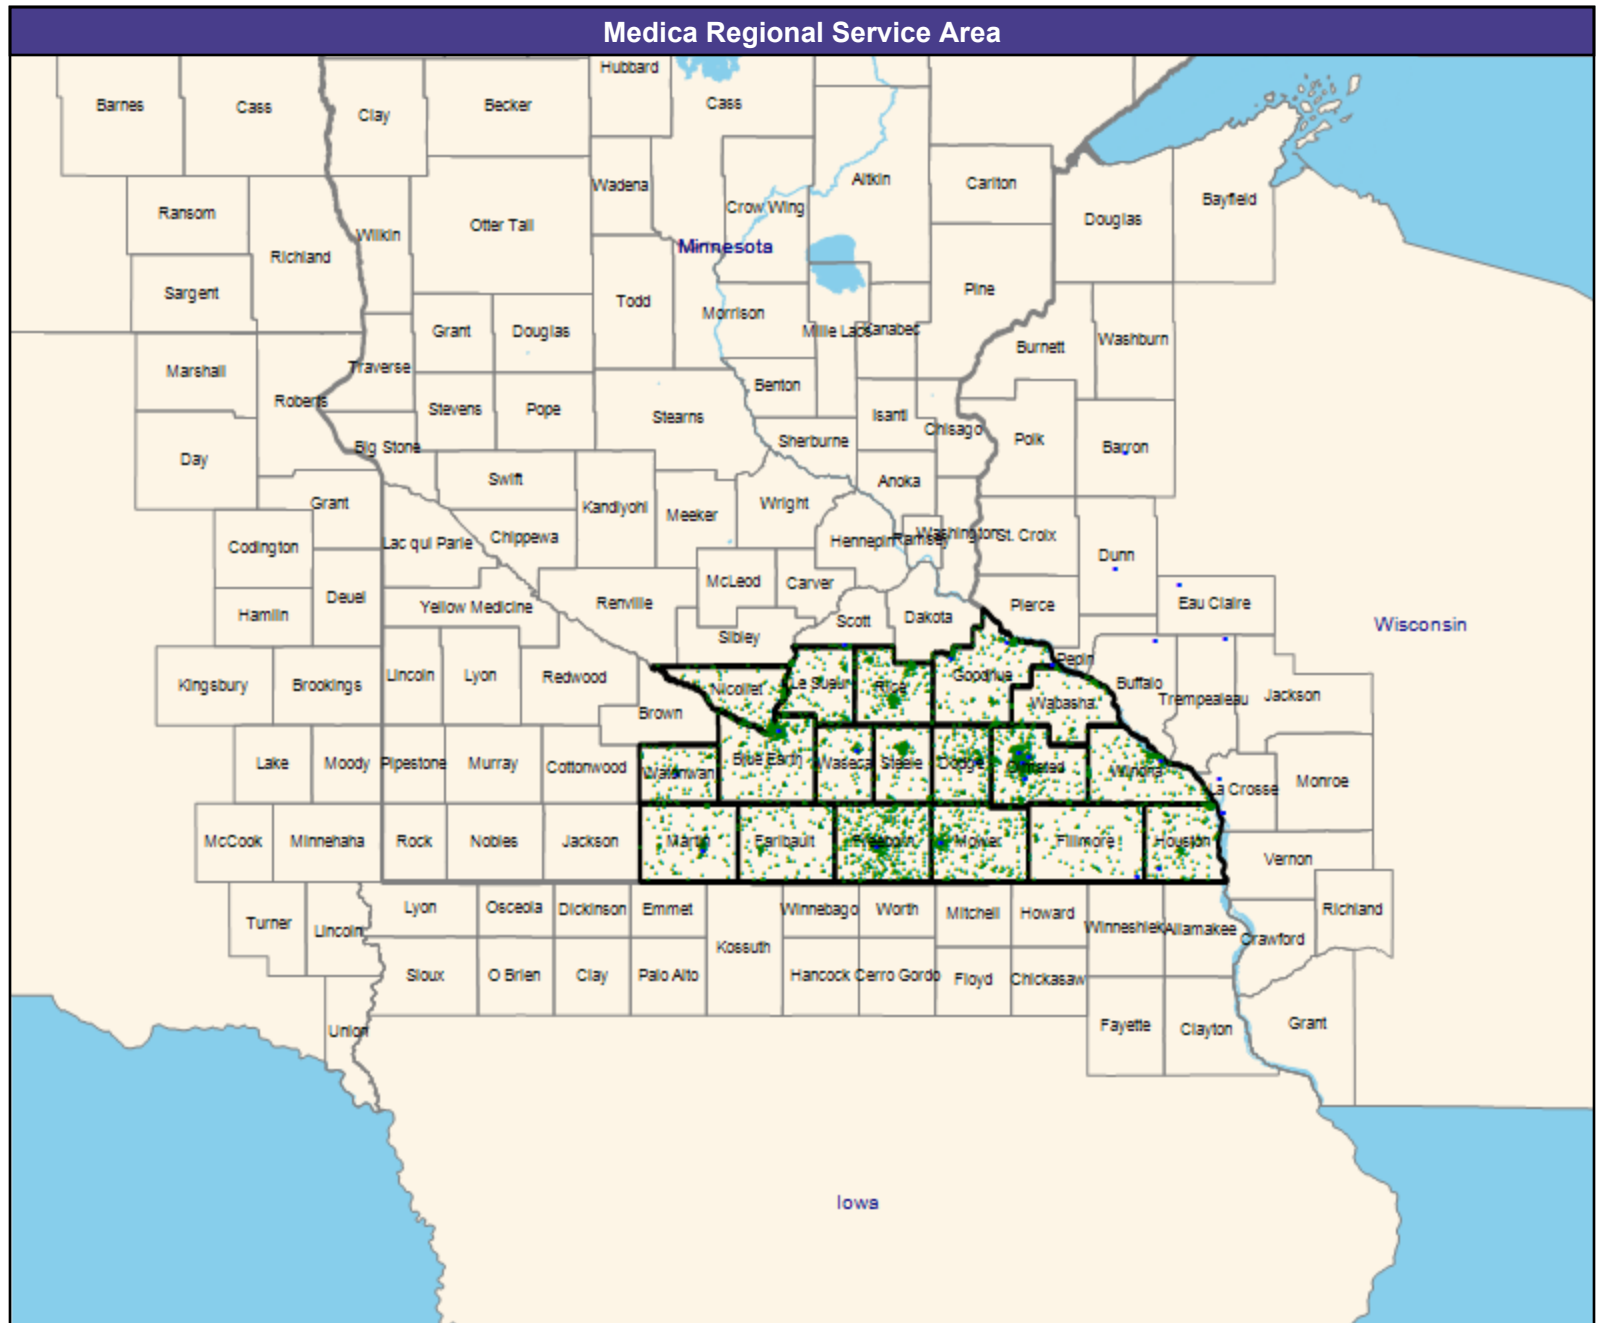 Medica Regional Service Area
Hubbard
Barnes
Cass
Clay
Becker
Cass
Wadena
Aitkin
Carlton
Ransom
Crow Wing
Bayfield
Douglas
Otter Tail
Wilkin
Minnesota
Richland
Sargent
Pine
Todd
Morrison
Grant
Douglas
Mille Lacs
Kanabec
Washburn
Burnett
Traverse
Marshall
Benton
Roberts
Stevens
Pope
Stearns
Isanti
Chisago
Polk
Sherburne
Big Stone
Barron
Day
Swift
Anoka
Grant
Kandiyohi
Meeker
Wright
Codington
Lac qui Parle
Chippewa
Hennepin
Ramsey
Washington
St. Croix
Dunn
McLeod
Carver
Deuel
Yellow Medicine
Renville
Pierce
Eau Claire
Hamlin
Scott
Dakota
Sibley
Wisconsin
Pepin
Kingsbury
Brookings
Lincoln
Lyon
Redwood
Nicollet
Le Sueur
Rice
Goodhue
Buffalo
Trempealeau
Jackson
Brown
Wabasha
Lake
Moody
Pipestone
Murray
Cottonwood
Watonwan
Blue Earth
Waseca
Steele
Dodge
Olmsted
Winona
La Crosse
Monroe
McCook
Minnehaha
Rock
Nobles
Jackson
Martin
Faribault
Freeborn
Mower
Fillmore
Houston
Vernon
Turner
Lincoln
Lyon
Osceola
Dickinson
Emmet
Winnebago
Worth
Mitchell
Howard
Winneshiek
Allamakee
Crawford
Richland
Kossuth
Sioux
O Brien
Clay
Palo Alto
Hancock
Cerro Gordo
Floyd
Chickasaw
Union
Fayette
Clayton
Grant
Iowa